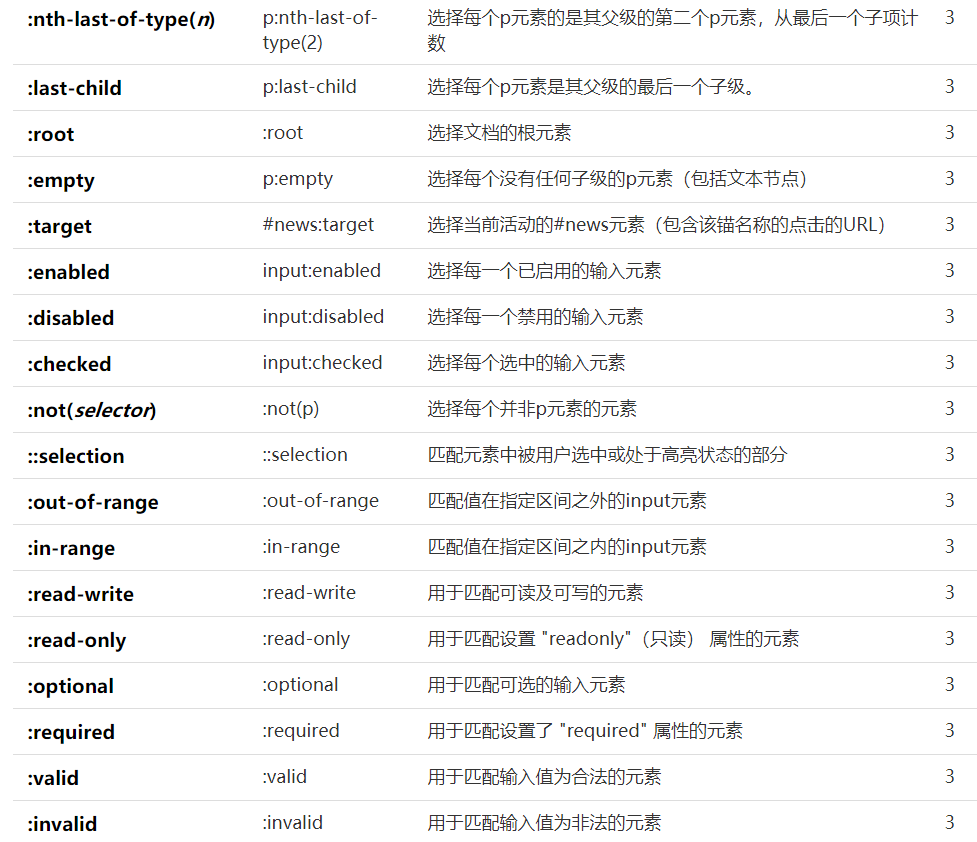 :nth-last-of-type(n) p:nth-last-of- 选择每个p元素的是其父级的第二个p元素，从最后一个子项计 3
type(2) 数
:last-child p:last-child 选择每个p元素是其父级的最后一个子级。 3
:root :root 选择文档的根元素 3
:empty p:empty 选择每个没有任何子级的p元素（包括文本节点） 3
:target #news:target 选择当前活动的#news元素（包含该锚名称的点击的URL） 3
:enabled input:enabled 选择每一个已启用的输入元素 3
:disabled input:disabled 选择每一个禁用的输入元素 3
:checked input:checked 选择每个选中的输入元素 3
:not(selector) :not(p) 选择每个并非p元素的元素 3
::selection ::selection 匹配元素中被用户选中或处于高亮状态的部分 3
:out-of-range :out-of-range 匹配值在指定区间之外的input元素 3
:in-range :in-range 匹配值在指定区间之内的input元素 3
:read-write :read-write 用于匹配可读及可写的元素 3
:read-only :read-only 用于匹配设置 "readonly"（只读） 属性的元素 3
:optional :optional 用于匹配可选的输入元素 3
:required :required 用于匹配设置了 "required" 属性的元素 3
:valid :valid 用于匹配输入值为合法的元素 3
:invalid :invalid 用于匹配输入值为非法的元素 3